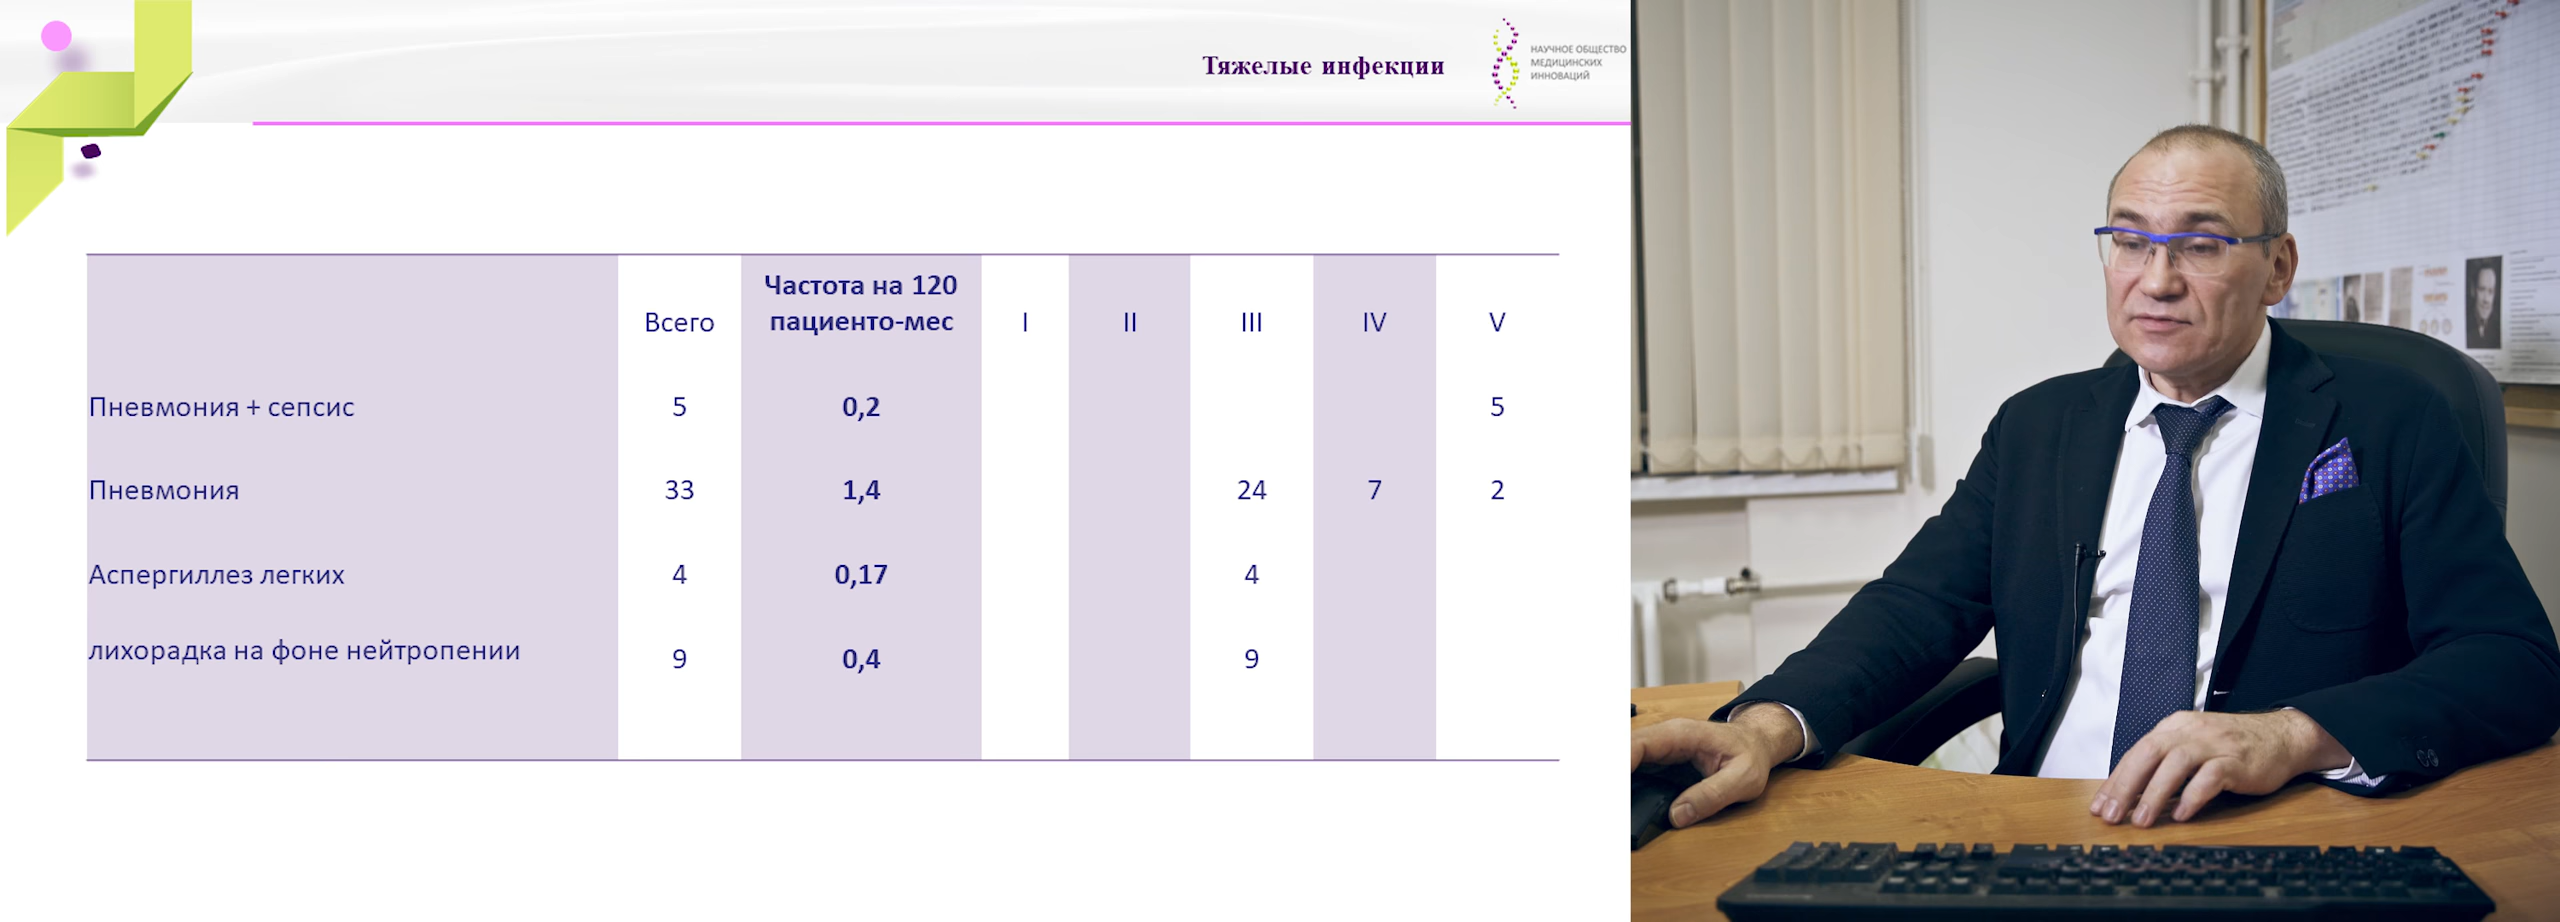 Тяжелые инфекции
НАУЧНОЕ ОБЩЕСТВО
МЕДИЦИНСКИХ
ИННОВАЦИЙ
Всего Частота на 120 пациенто-мес I II III IV V
Пневмония + сепсис 5 0,2 5
Пневмония 33 1,4 24 7 2
Аспергиллез легких 4 0,17 4
лихорадка на фоне нейтропении 9 0,4 9